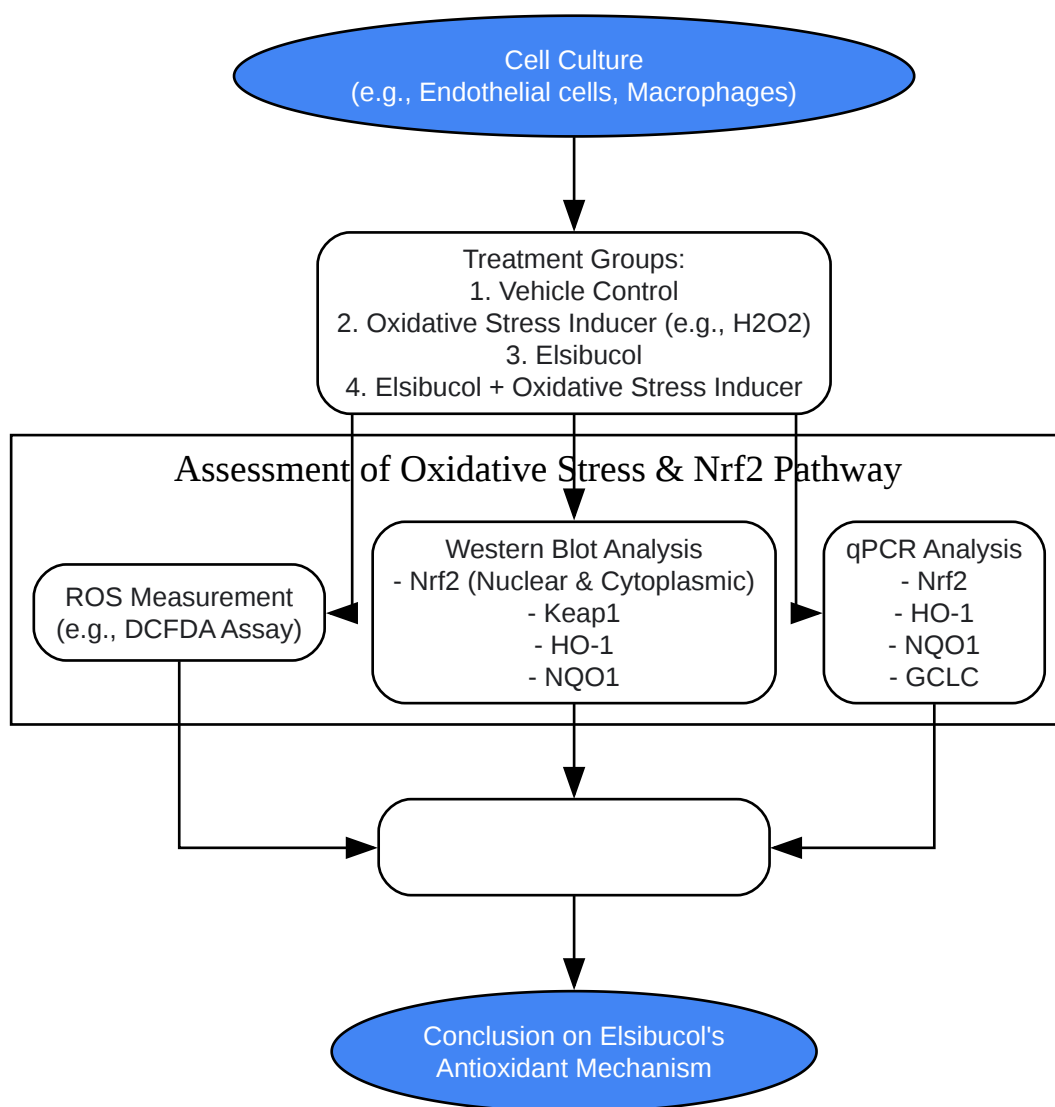 Cell Culture
(e.g., Endothelial cells, Macrophages)
Treatment Groups:
1. Vehicle Control
2. Oxidative Stress Inducer (e.g., H2O2)
3. Elsibucol
4. Elsibucol + Oxidative Stress Inducer
Assessment of Oxidative Stress & Nrf2 Pathway
ROS Measurement
(e.g., DCFDA Assay)
Western Blot Analysis
- Nrf2 (Nuclear & Cytoplasmic)
- Keap1
- HO-1
- NQO1
qPCR Analysis
- Nrf2
- HO-1
- NQO1
- GCLC
Conclusion on Elsibucol's
Antioxidant Mechanism